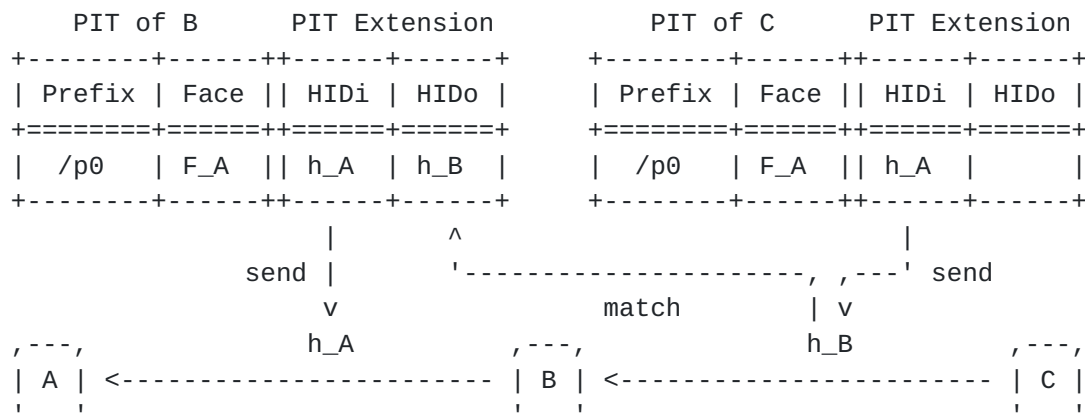 PIT of B      PIT Extension          PIT of C      PIT Extension
+--------+------++------+------+     +--------+------++------+------+
| Prefix | Face || HIDi | HIDo |     | Prefix | Face || HIDi | HIDo |
+========+======++======+======+     +========+======++======+======+
|  /p0   | F_A  || h_A  | h_B  |     |  /p0   | F_A  || h_A  |      |
+--------+------++------+------+     +--------+------++------+------+
                    |       ^                             |
               send |       '----------------------, ,---' send
                    v                 match        | v
,---,              h_A          ,---,              h_B          ,---,
| A | <------------------------ | B | <------------------------ | C |
'   '                           '   '                           '   '